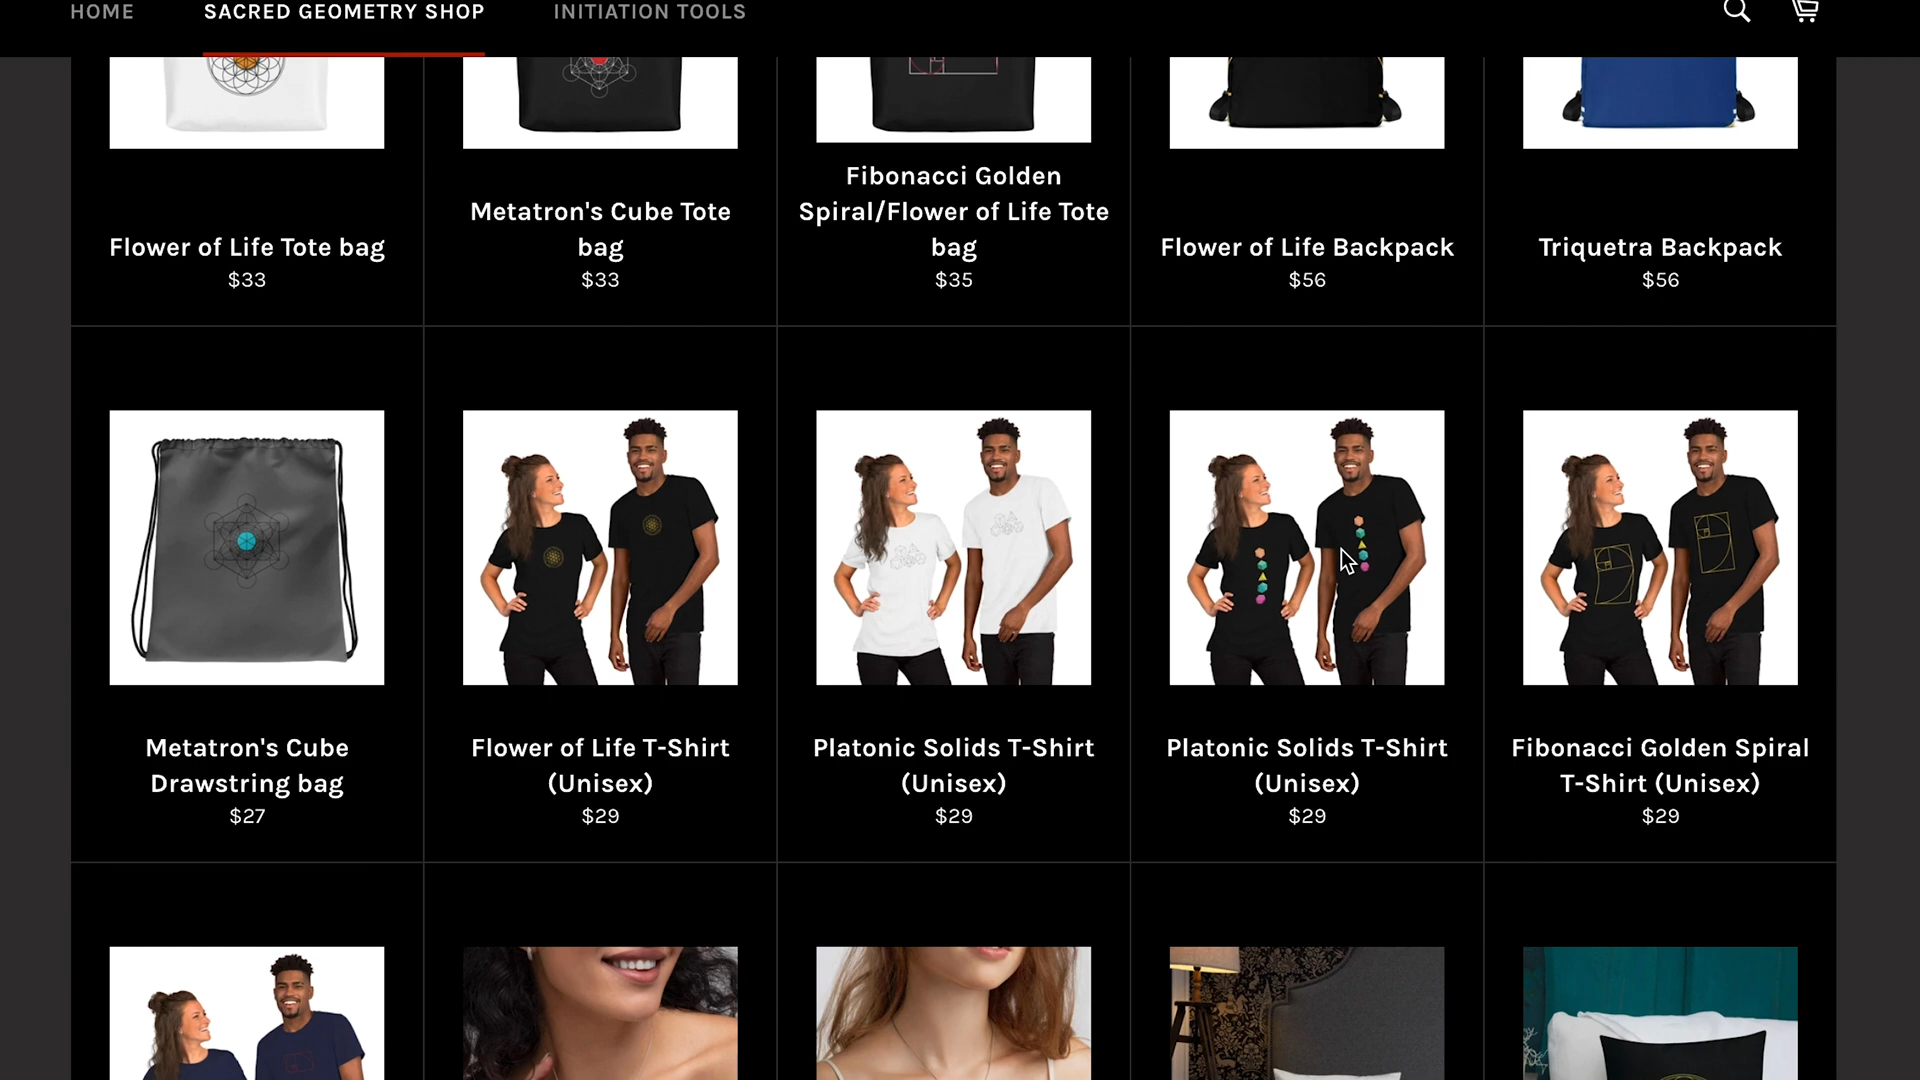 HOME
SACRED GEOMETRY SHOP
INITIATION TOOLS
Flower of Life Tote bag
$33
Metatron's Cube Tote
bag
$33
Fibonacci Golden
Spiral/Flower of Life Tote
bag
$35
Flower of Life Backpack
$56
Triquetra Backpack
$56
Metatron's Cube
Drawstring bag
$27
Flower of Life T-Shirt
(Unisex)
$29
Platonic Solids T-Shirt
(Unisex)
$29
Platonic Solids T-Shirt
(Unisex)
$29
Fibonacci Golden Spiral
T-Shirt (Unisex)
$29